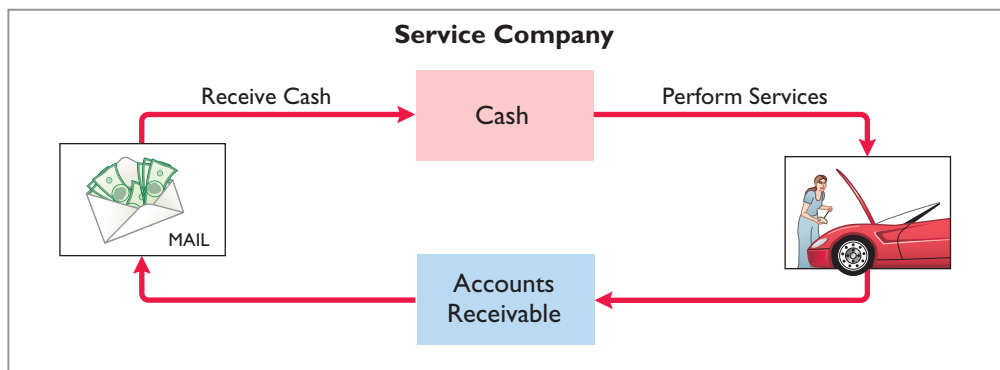 Service Company
Receive Cash
Cash
Perform Services
MAIL
Accounts
Receivable